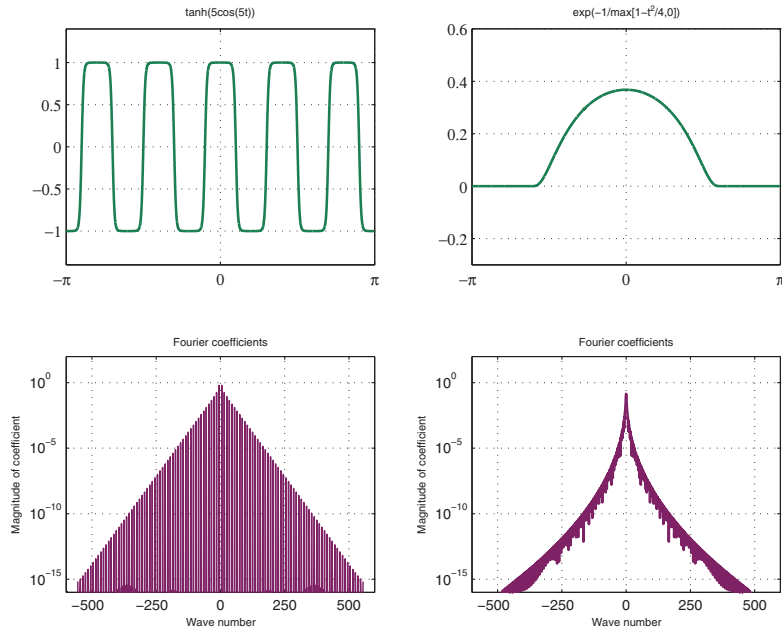 tanh(5cos(5t))
1
0.5
0
−0.5
−1
−π
0
π
exp(−1/max[1−t²/4,0])
0.6
0.4
0.2
0
−0.2
−π
0
π
Fourier coefficients
Magnitude of coefficient
10⁰
10⁻⁵
10⁻¹⁰
10⁻¹⁵
−500
−250
0
250
500
Wave number
Fourier coefficients
Magnitude of coefficient
10⁰
10⁻⁵
10⁻¹⁰
10⁻¹⁵
−500
−250
0
250
500
Wave number